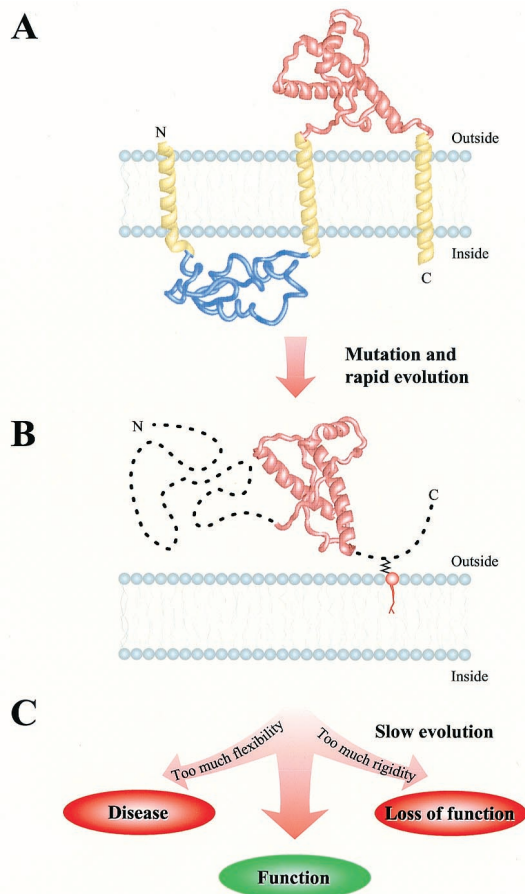 A
N
Outside
Inside
C
Mutation and
rapid evolution
B
N
C
Outside
Inside
C
Slow evolution
Too much flexibility
Too much rigidity
Disease
Loss of function
Function